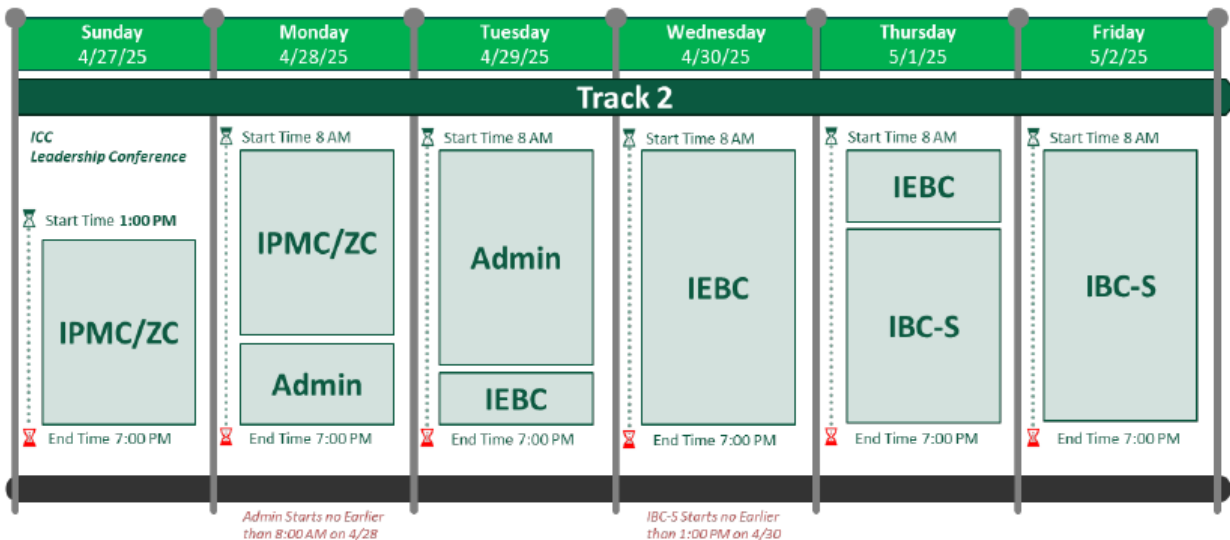 Sunday
4/27/25
Monday
4/28/25
Tuesday
4/29/25
Wednesday
4/30/25
Thursday
5/1/25
Friday
5/2/25
Track 2
ICC
Leadership Conference
Start Time 1:00 PM
IPMC/ZC
End Time 7:00 PM
Start Time 8 AM
IPMC/ZC
Admin
End Time 7:00 PM
Start Time 8 AM
Admin
IEBC
End Time 7:00 PM
Start Time 8 AM
IEBC
End Time 7:00 PM
Start Time 8 AM
IEBC
IBC-S
End Time 7:00 PM
Start Time 8 AM
IBC-S
End Time 7:00 PM
Admin Starts no Earlier
than 8:00 AM on 4/28
IBC-S Starts no Earlier
than 1:00 PM on 4/30